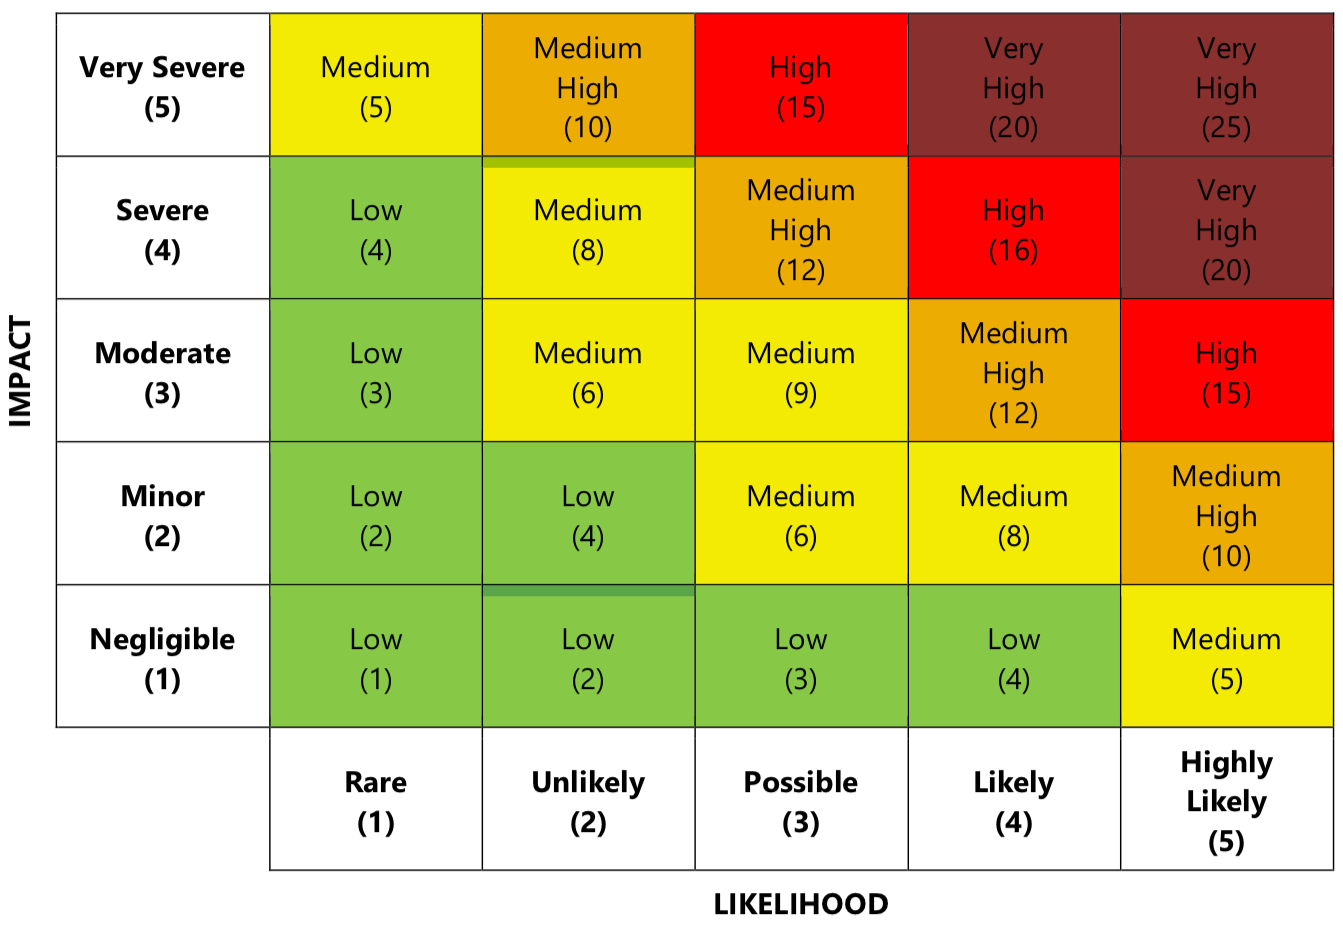 IMPACT
Very Severe
(5)
Medium
(5)
Medium
High
(10)
High
(15)
Very
High
(20)
Very
High
(25)
Severe
(4)
Low
(4)
Medium
(8)
Medium
High
(12)
High
(16)
Very
High
(20)
Moderate
(3)
Low
(3)
Medium
(6)
Medium
(9)
Medium
High
(12)
High
(15)
Minor
(2)
Low
(2)
Low
(4)
Medium
(6)
Medium
(8)
Medium
High
(10)
Negligible
(1)
Low
(1)
Low
(2)
Low
(3)
Low
(4)
Medium
(5)
Rare
(1)
Unlikely
(2)
Possible
(3)
Likely
(4)
Highly
Likely
(5)
LIKELIHOOD